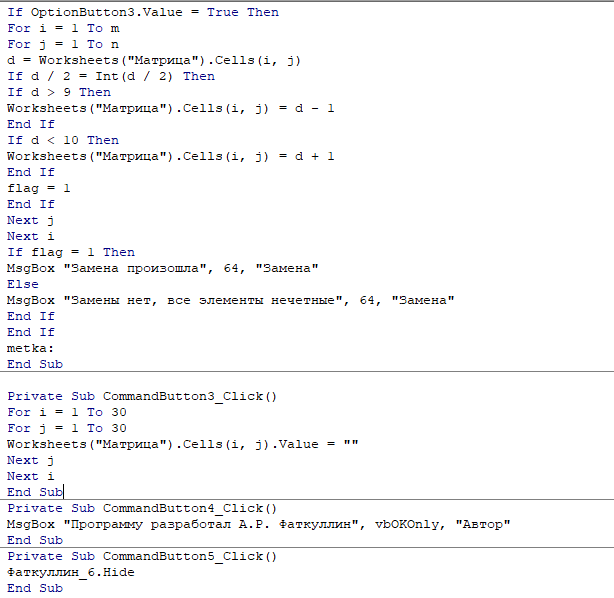 If OptionButton3.Value = True Then
For i = 1 To m
For j = 1 To n
d = Worksheets("Матрица").Cells(i, j)
If d / 2 = Int(d / 2) Then
If d > 9 Then
Worksheets("Матрица").Cells(i, j) = d - 1
End If
If d < 10 Then
Worksheets("Матрица").Cells(i, j) = d + 1
End If
flag = 1
End If
Next j
Next i
If flag = 1 Then
MsgBox "Замена произошла", 64, "Замена"
Else
MsgBox "Замены нет, все элементы нечетные", 64, "Замена"
End If
End If
metka:
End Sub
Private Sub CommandButton3_Click()
For i = 1 To 30
For j = 1 To 30
Worksheets("Матрица").Cells(i, j).Value = ""
Next j
Next i
End Sub
Private Sub CommandButton4_Click()
MsgBox "Программу разработал А.Р. Фаткуллин", vbOKOnly, "Автор"
End Sub
Private Sub CommandButton5_Click()
Фаткуллин_6.Hide
End Sub